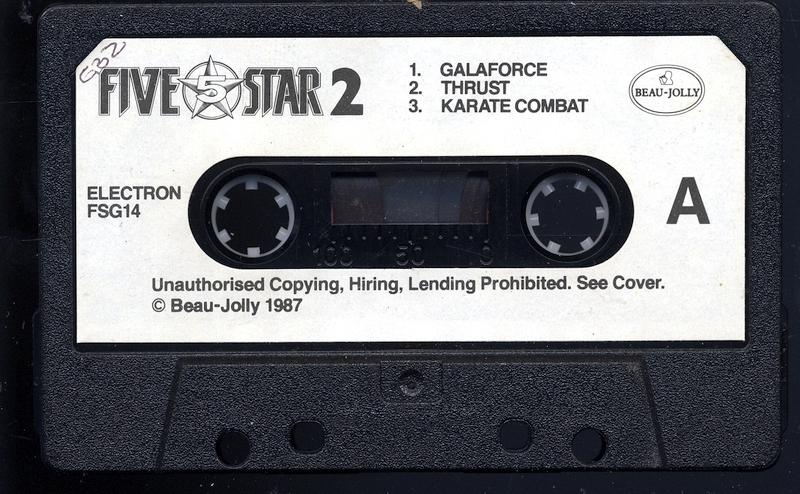 GBZ
FIVE 5 STAR 2
1. GALAFORCE
2. THRUST
3. KARATE COMBAT
BEAU-JOLLY
ELECTRON
FSG14
A
100 50 0
Unauthorised Copying, Hiring, Lending Prohibited. See Cover.
© Beau-Jolly 1987